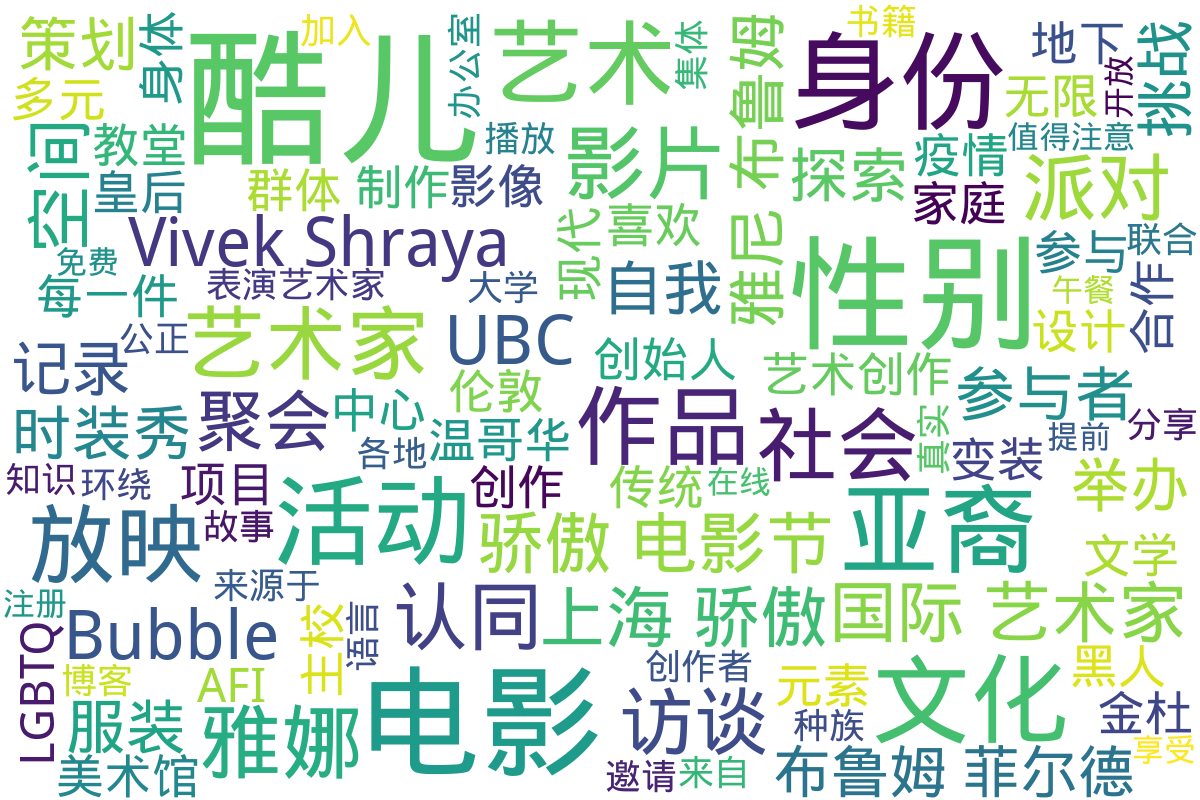 策划
身体
酷儿
加入
办公室
艺术
集体
布鲁姆
书籍
身份
地下
无限
开放
挑战
多元
空间
教堂
皇后
群体
制作
播放
影像
影片
探索
疫情
值得注意
家庭
派对
Vivek Shraya
现代
喜欢
雅尼
性别
参与
联合
免费
每一件
表演艺术家
大学
自我
午餐
设计
合作
公正
艺术家
UBC
创始人
艺术创作
参与者
记录
伦敦
时装秀
聚会
中心
各地
温哥华
作品
社会
真实
变装
提前
分享
知识
环绕
项目
故事
创作
传统
在线
举办
放映
活动
骄傲 电影节
亚裔
文学
来源于
注册
Bubble
主校
语言
认同
上海 骄傲
国际 艺术家
LGBTQ
博客
AFI
电影
创作者
访谈
元素
种族
文化
黑人
金杜
服装
雅娜
美术馆
邀请
来自
布鲁姆 菲尔德
享受